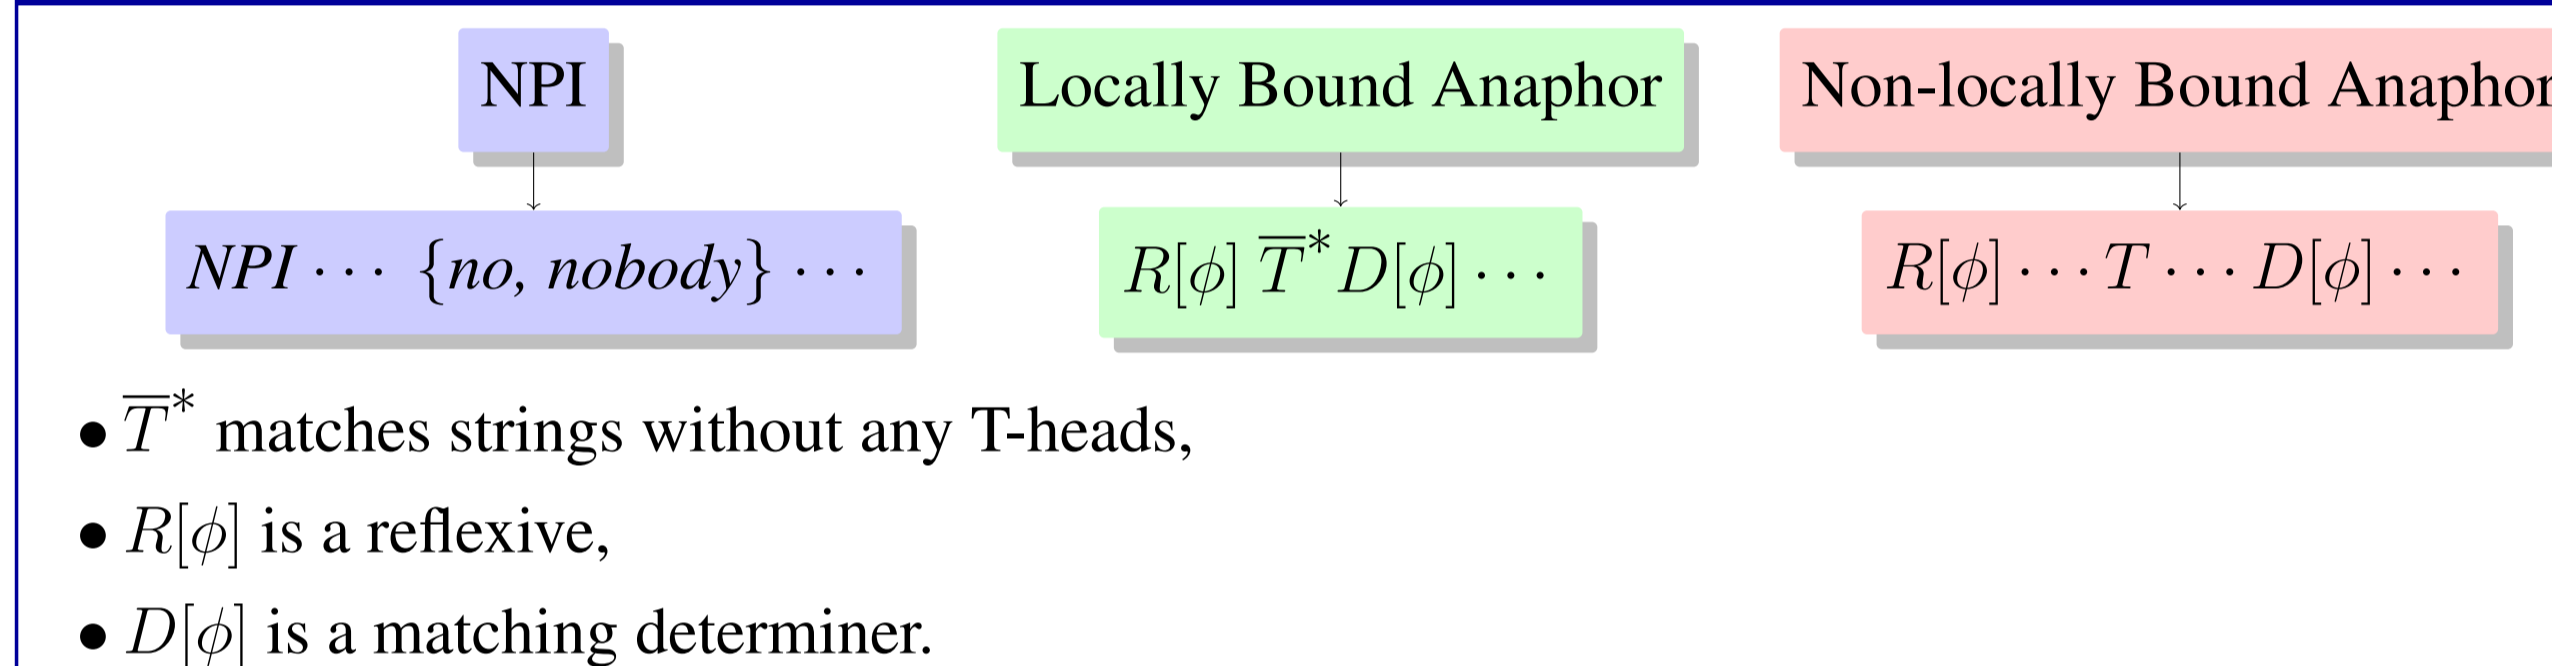 NPI
Locally Bound Anaphor
Non-locally Bound Anaphor
NPI ⋯ {no, nobody} ⋯
R[ϕ] T̅* D[ϕ] ⋯
R[ϕ] ⋯ T ⋯ D[ϕ] ⋯
• T̅* matches strings without any T-heads,
• R[ϕ] is a reflexive,
• D[ϕ] is a matching determiner.